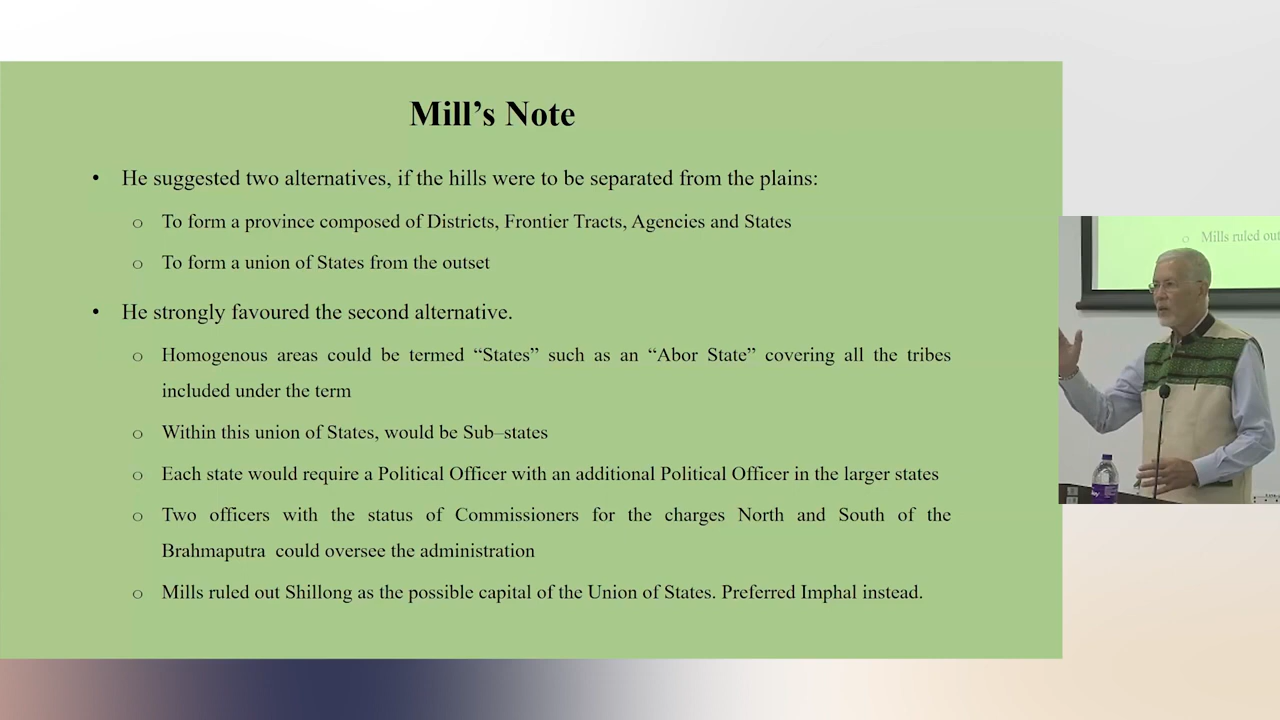 Mill’s Note
• He suggested two alternatives, if the hills were to be separated from the plains:
o To form a province composed of Districts, Frontier Tracts, Agencies and States
o To form a union of States from the outset
• He strongly favoured the second alternative.
o Homogenous areas could be termed “States” such as an “Abor State” covering all the tribes
included under the term
o Within this union of States, would be Sub–states
o Each state would require a Political Officer with an additional Political Officer in the larger states
o Two officers with the status of Commissioners for the charges North and South of the
Brahmaputra could oversee the administration
o Mills ruled out Shillong as the possible capital of the Union of States. Preferred Imphal instead.
o Mills ruled out